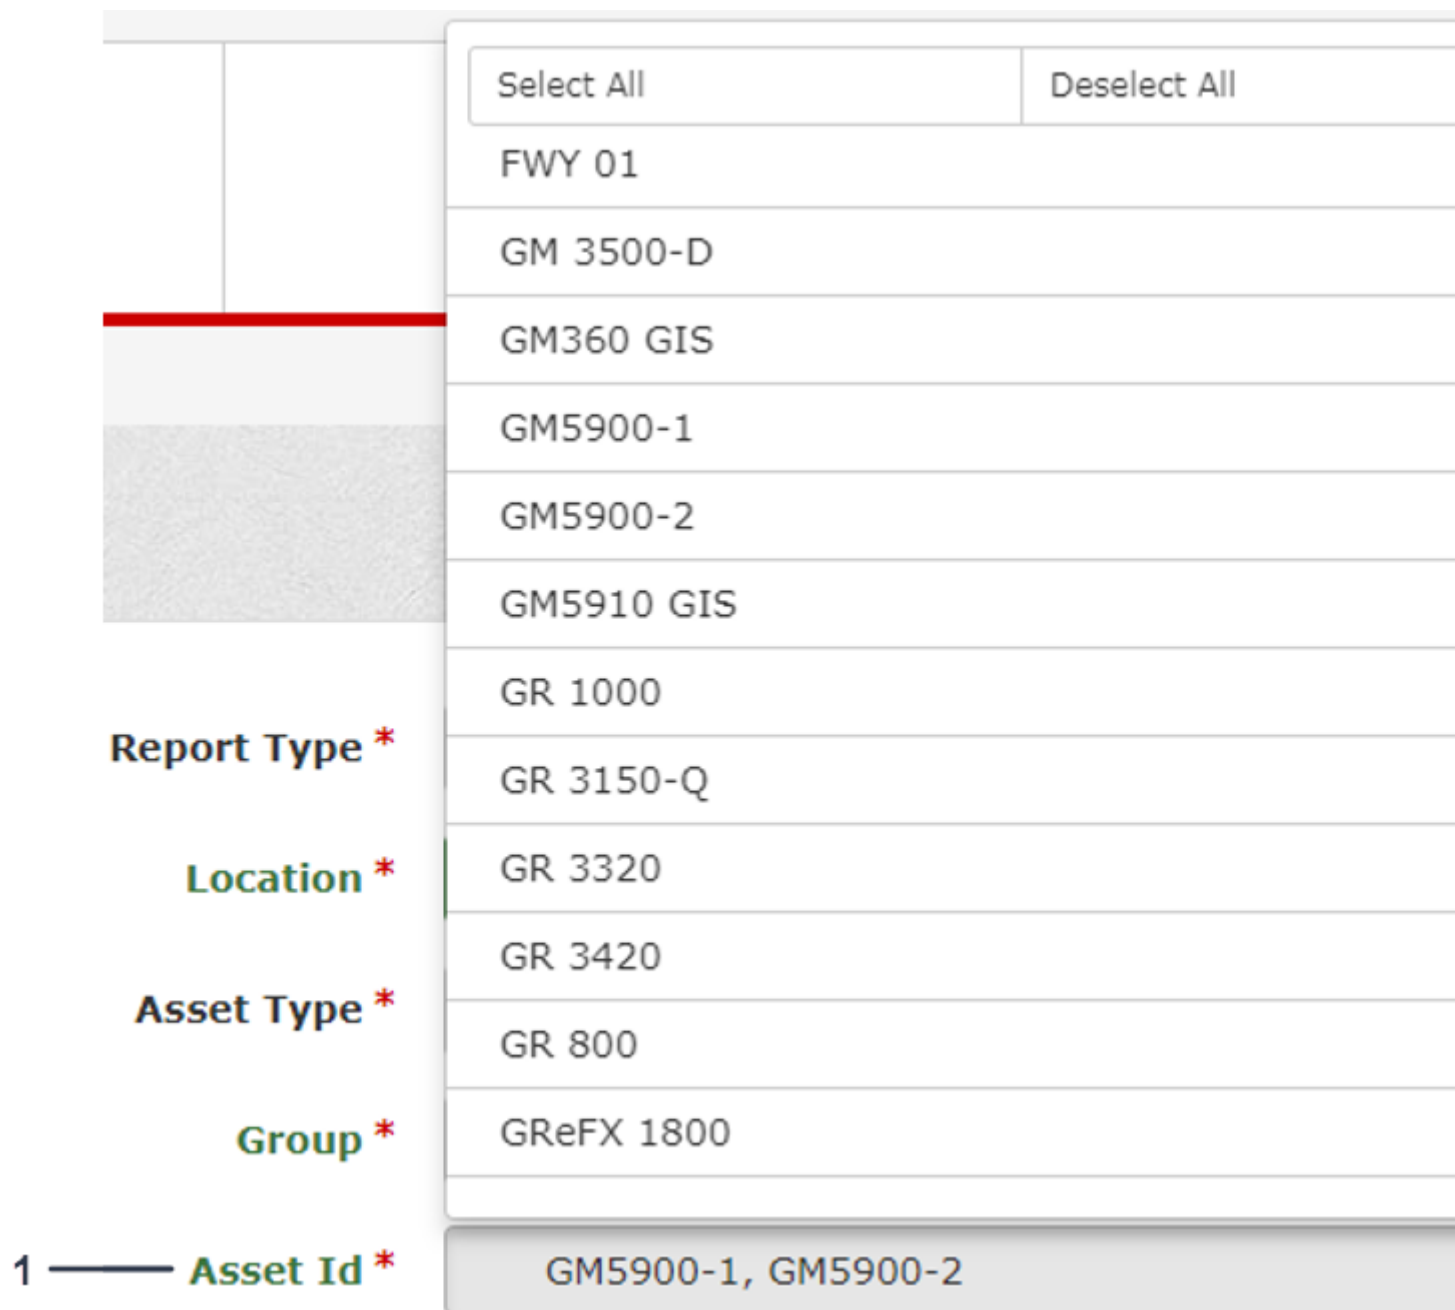 Select All Deselect All
FWY 01
GM 3500-D
GM360 GIS
GM5900-1
GM5900-2
GM5910 GIS
GR 1000
Report Type *
GR 3150-Q
Location *
GR 3320
GR 3420
Asset Type *
GR 800
Group *
GReFX 1800
1 Asset Id * GM5900-1, GM5900-2